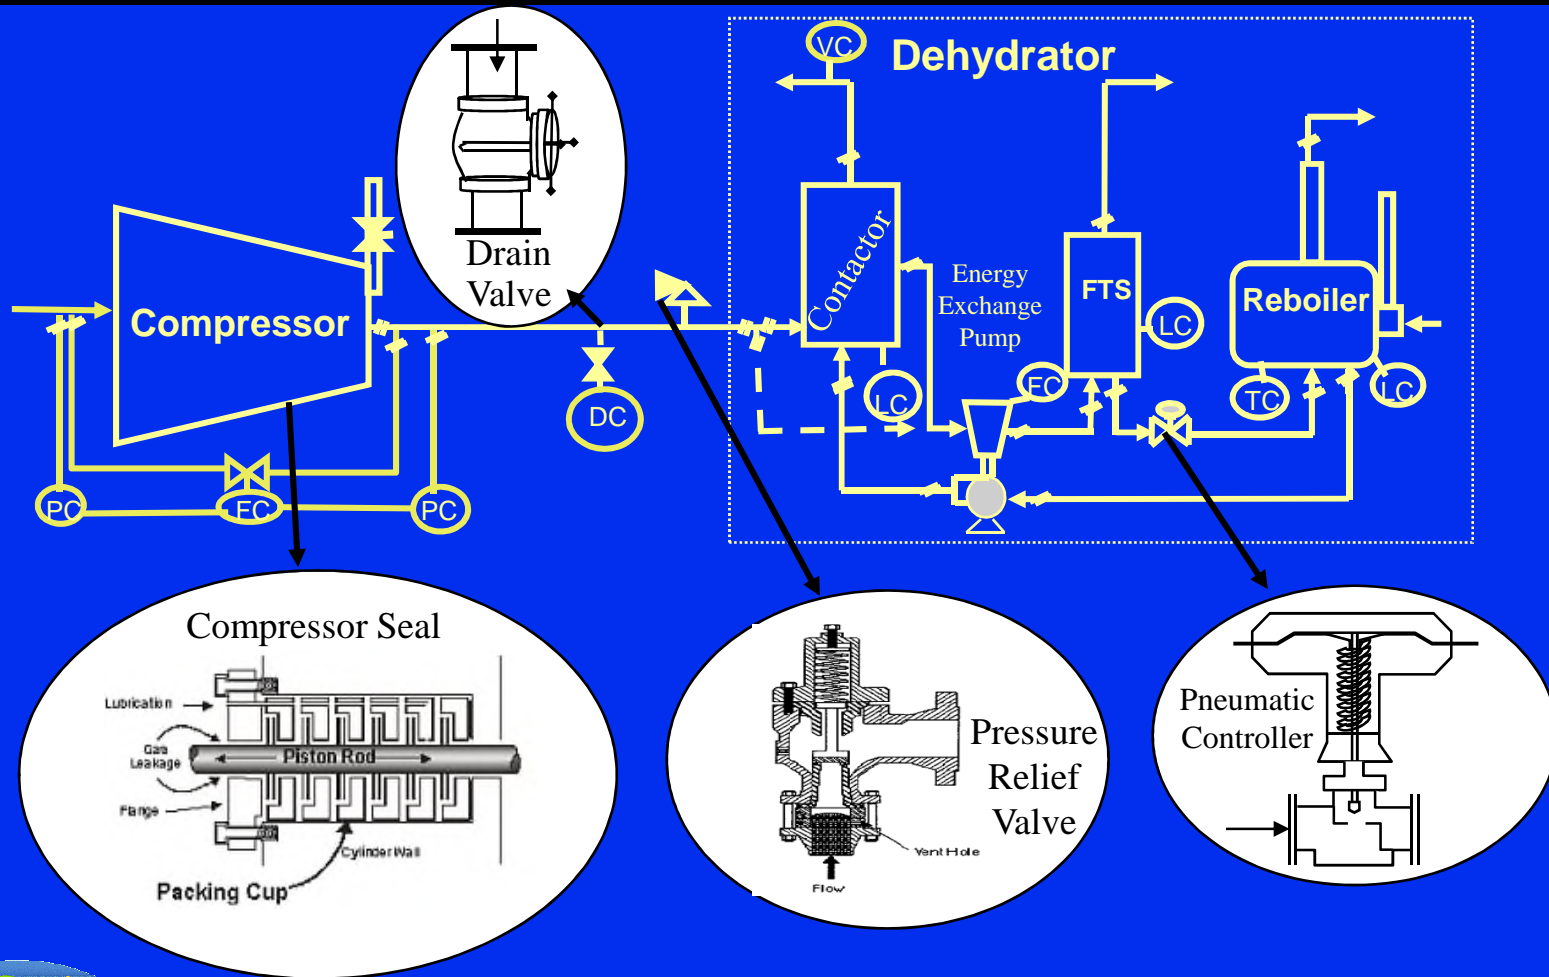 VC
Dehydrator
Drain
Valve
Compressor
Contactor
Energy
Exchange
Pump
FTS
Reboiler
LC
LC
FC
TC
LC
DC
PC
FC
PC
Compressor Seal
Lubrication
Gas
Leakage
Piston Rod
Flange
Cylinder Wall
Packing Cup
Pressure
Relief
Valve
Vent Hole
Flow
Pneumatic
Controller